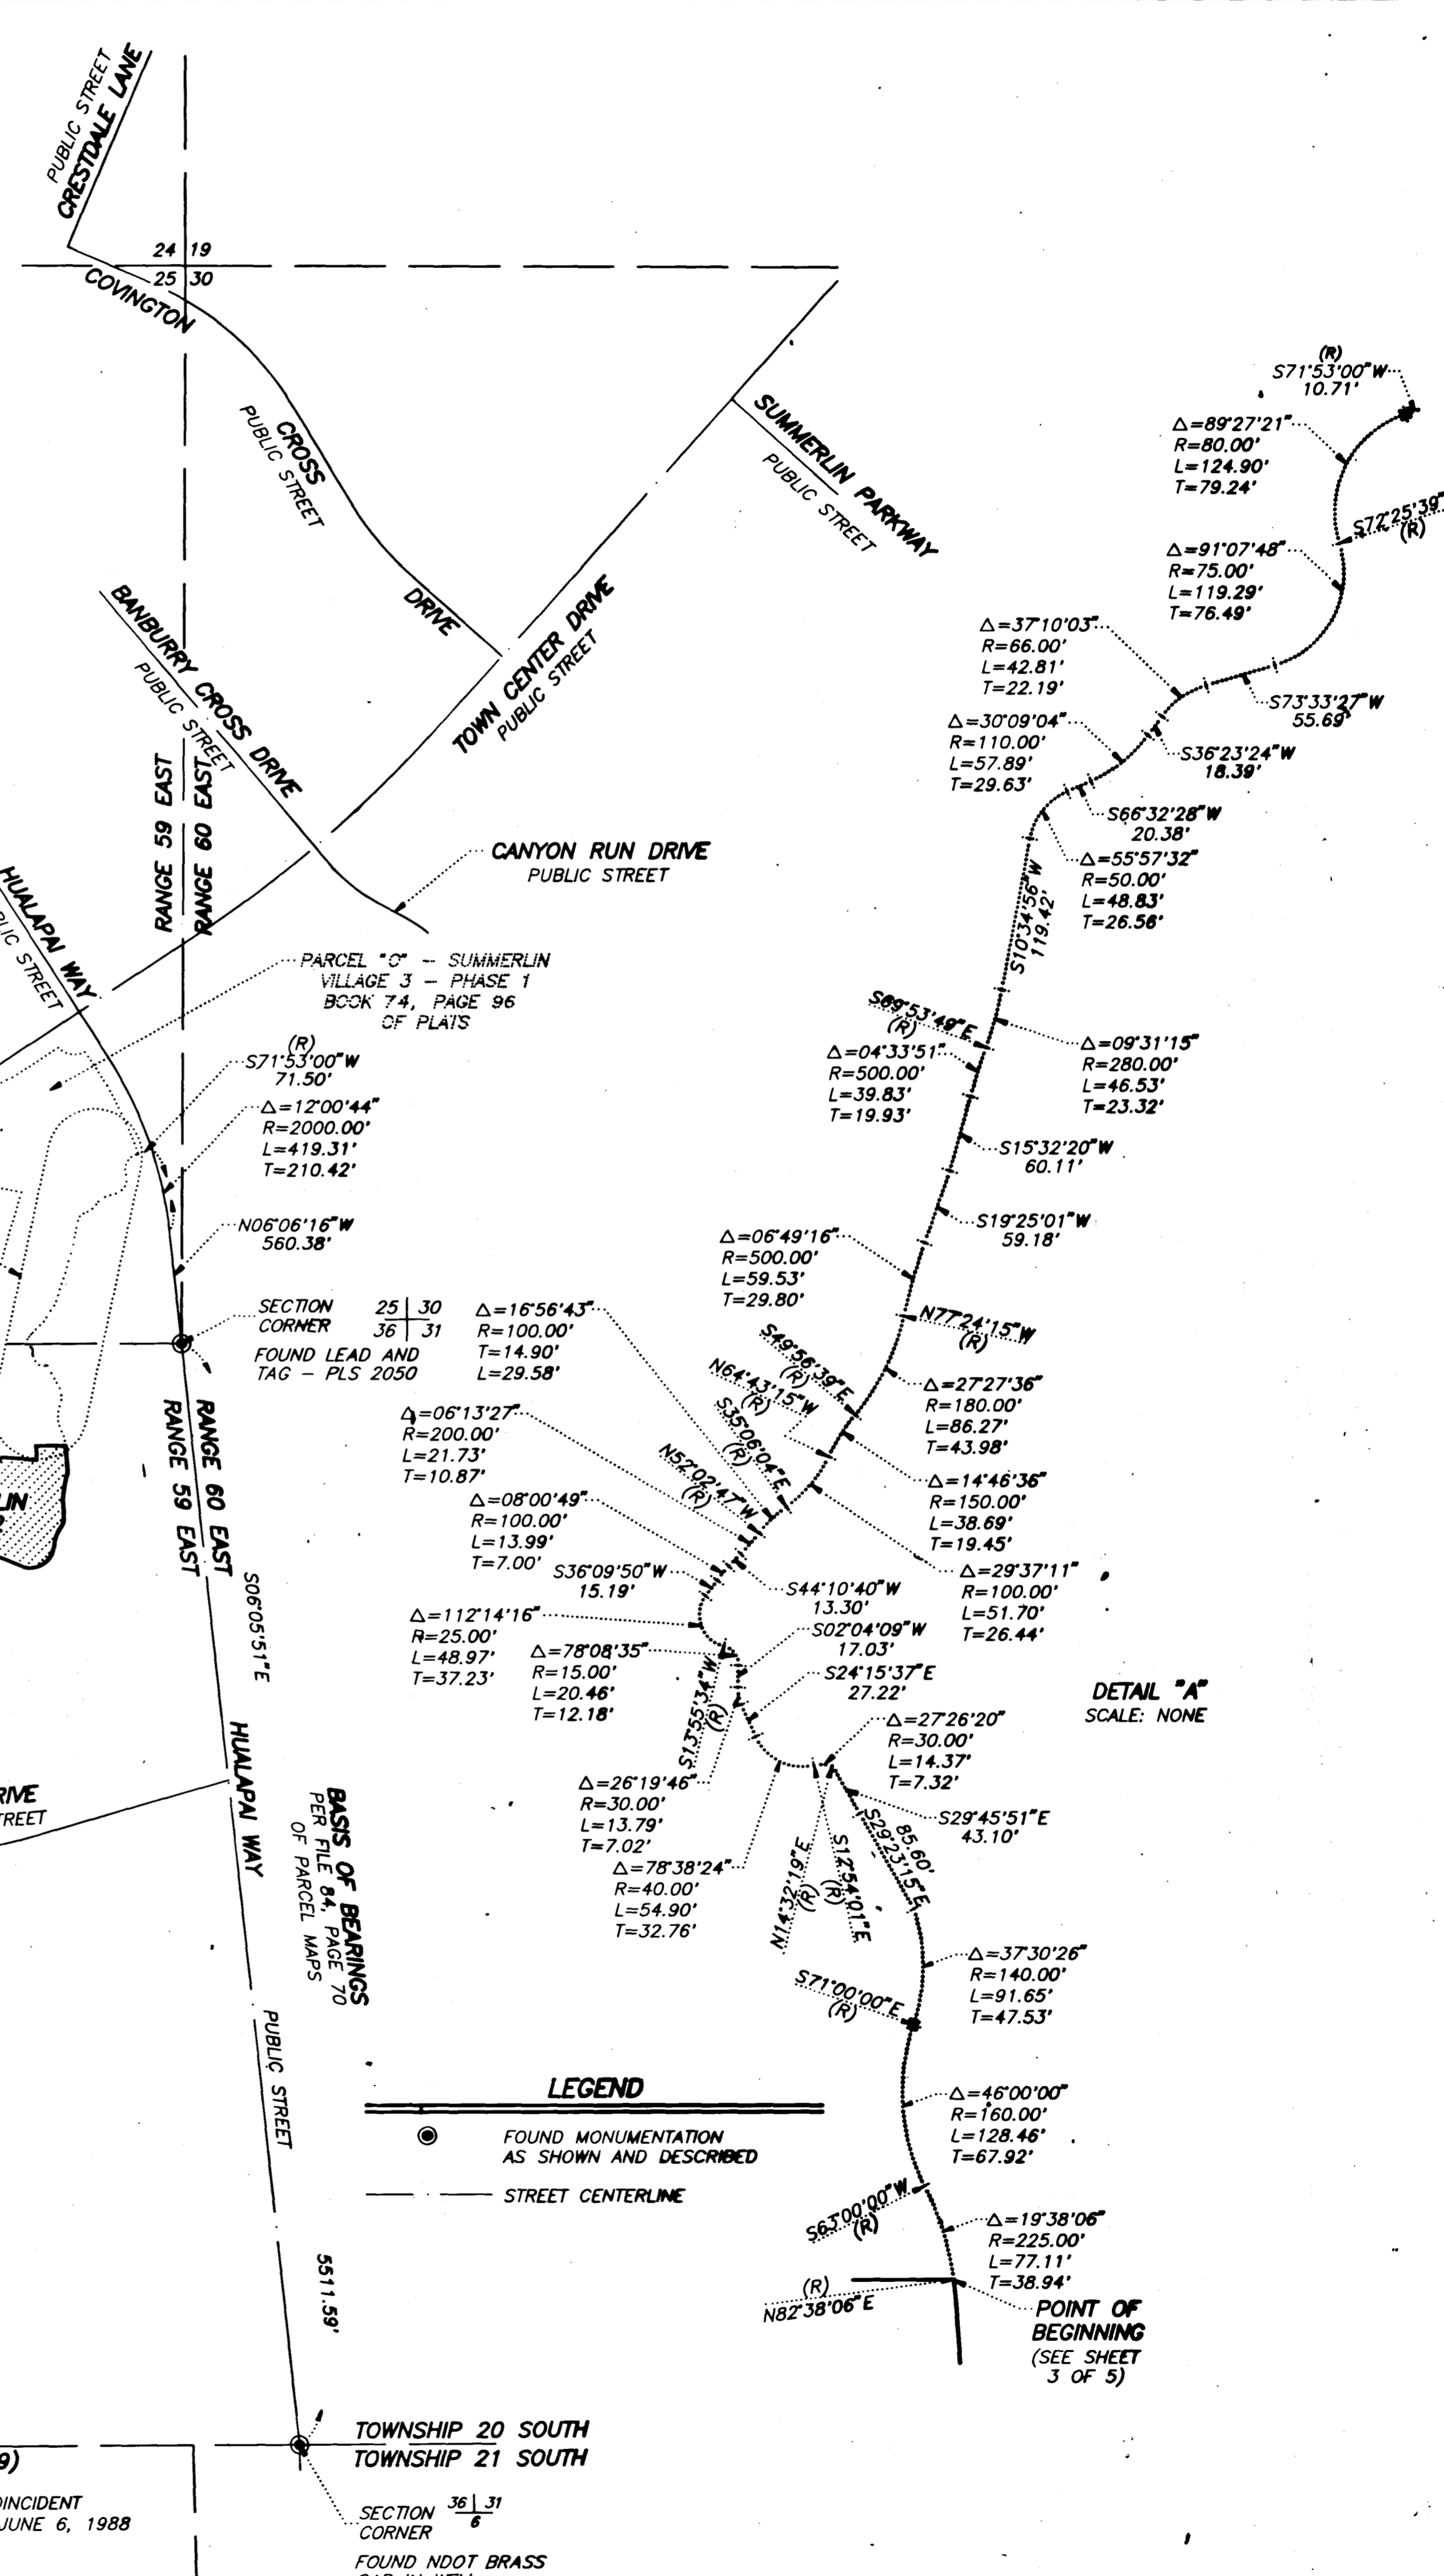 PUBLIC STREET
CRESTDALE LANE
24 | 19
25 | 30
COVINGTON
CROSS
PUBLIC STREET
DRIVE
SUMMERLIN PARKWAY
PUBLIC STREET
BANBURRY CROSS DRIVE
PUBLIC STREET
TOWN CENTER DRIVE
PUBLIC STREET
RANGE 59 EAST
RANGE 60 EAST
CANYON RUN DRIVE
PUBLIC STREET
HUALAPAI WAY
STREET
PARCEL "C" - SUMMERLIN
VILLAGE 3 - PHASE 1
BOOK 74, PAGE 96
OF PLATS
(R)
S71°53'00"W
71.50'
Δ=12°00'44"
R=2000.00'
L=419.31'
T=210.42'
N06°06'16"W
560.38'
SECTION
CORNER
25 | 30
36 | 31
FOUND LEAD AND
TAG - PLS 2050
RANGE 60 EAST
RANGE 59 EAST
S06°05'51"E
HUALAPAI WAY
PUBLIC STREET
5511.59'
BASIS OF BEARINGS
PER FILE 84, PAGE 70
OF PARCEL MAPS
(R)
S71°53'00"W
10.71'
Δ=89°27'21"
R=80.00'
L=124.90'
T=79.24'
S72°25'39"
(R)
Δ=91°07'48"
R=75.00'
L=119.29'
T=76.49'
S73°33'27"W
55.69'
Δ=37°10'03"
R=66.00'
L=42.81'
T=22.19'
S36°23'24"W
18.39'
Δ=30°09'04"
R=110.00'
L=57.89'
T=29.63'
S66°32'28"W
20.38'
Δ=55°57'32"
R=50.00'
L=48.83'
T=26.56'
S10°34'56"W
119.42'
S69°53'49"E
(R)
Δ=09°31'15"
R=280.00'
L=46.53'
T=23.32'
Δ=04°33'51"
R=500.00'
L=39.83'
T=19.93'
S15°32'20"W
60.11'
S19°25'01"W
59.18'
Δ=06°49'16"
R=500.00'
L=59.53'
T=29.80'
N77°24'15"W
(R)
Δ=16°56'43"
R=100.00'
T=14.90'
L=29.58'
S49°56'39"E
(R)
N64°43'15"W
(R)
S35°06'04"E
(R)
N52°02'47"W
(R)
Δ=27°27'36"
R=180.00'
L=86.27'
T=43.98'
Δ=06°13'27"
R=200.00'
L=21.73'
T=10.87'
Δ=14°46'36"
R=150.00'
L=38.69'
T=19.45'
Δ=08°00'49"
R=100.00'
L=13.99'
T=7.00'
S36°09'50"W
15.19'
Δ=29°37'11"
R=100.00'
L=51.70'
T=26.44'
S44°10'40"W
13.30'
Δ=112°14'16"
R=25.00'
L=48.97'
T=37.23'
S02°04'09"W
17.03'
Δ=78°08'35"
R=15.00'
L=20.46'
T=12.18'
S24°15'37"E
27.22'
S13°55'34"W
(R)
DETAIL "A"
SCALE: NONE
Δ=27°26'20"
R=30.00'
L=14.37'
T=7.32'
Δ=26°19'46"
R=30.00'
L=13.79'
T=7.02'
S29°45'51"E
43.10'
85.60'
S29°23'15"E
Δ=78°38'24"
R=40.00'
L=54.90'
T=32.76'
N14°32'19"E
(R)
S12°54'01"E
(R)
Δ=37°30'26"
R=140.00'
L=91.65'
T=47.53'
S71°00'00"E
(R)
Δ=46°00'00"
R=160.00'
L=128.46'
T=67.92'
S63°00'00"W
(R)
Δ=19°38'06"
R=225.00'
L=77.11'
T=38.94'
(R)
N82°38'06"E
POINT OF
BEGINNING
(SEE SHEET
3 OF 5)
LEGEND
FOUND MONUMENTATION
AS SHOWN AND DESCRIBED
STREET CENTERLINE
TOWNSHIP 20 SOUTH
TOWNSHIP 21 SOUTH
SECTION
CORNER
36 | 31
6
FOUND NDOT BRASS
JUNE 6, 1988